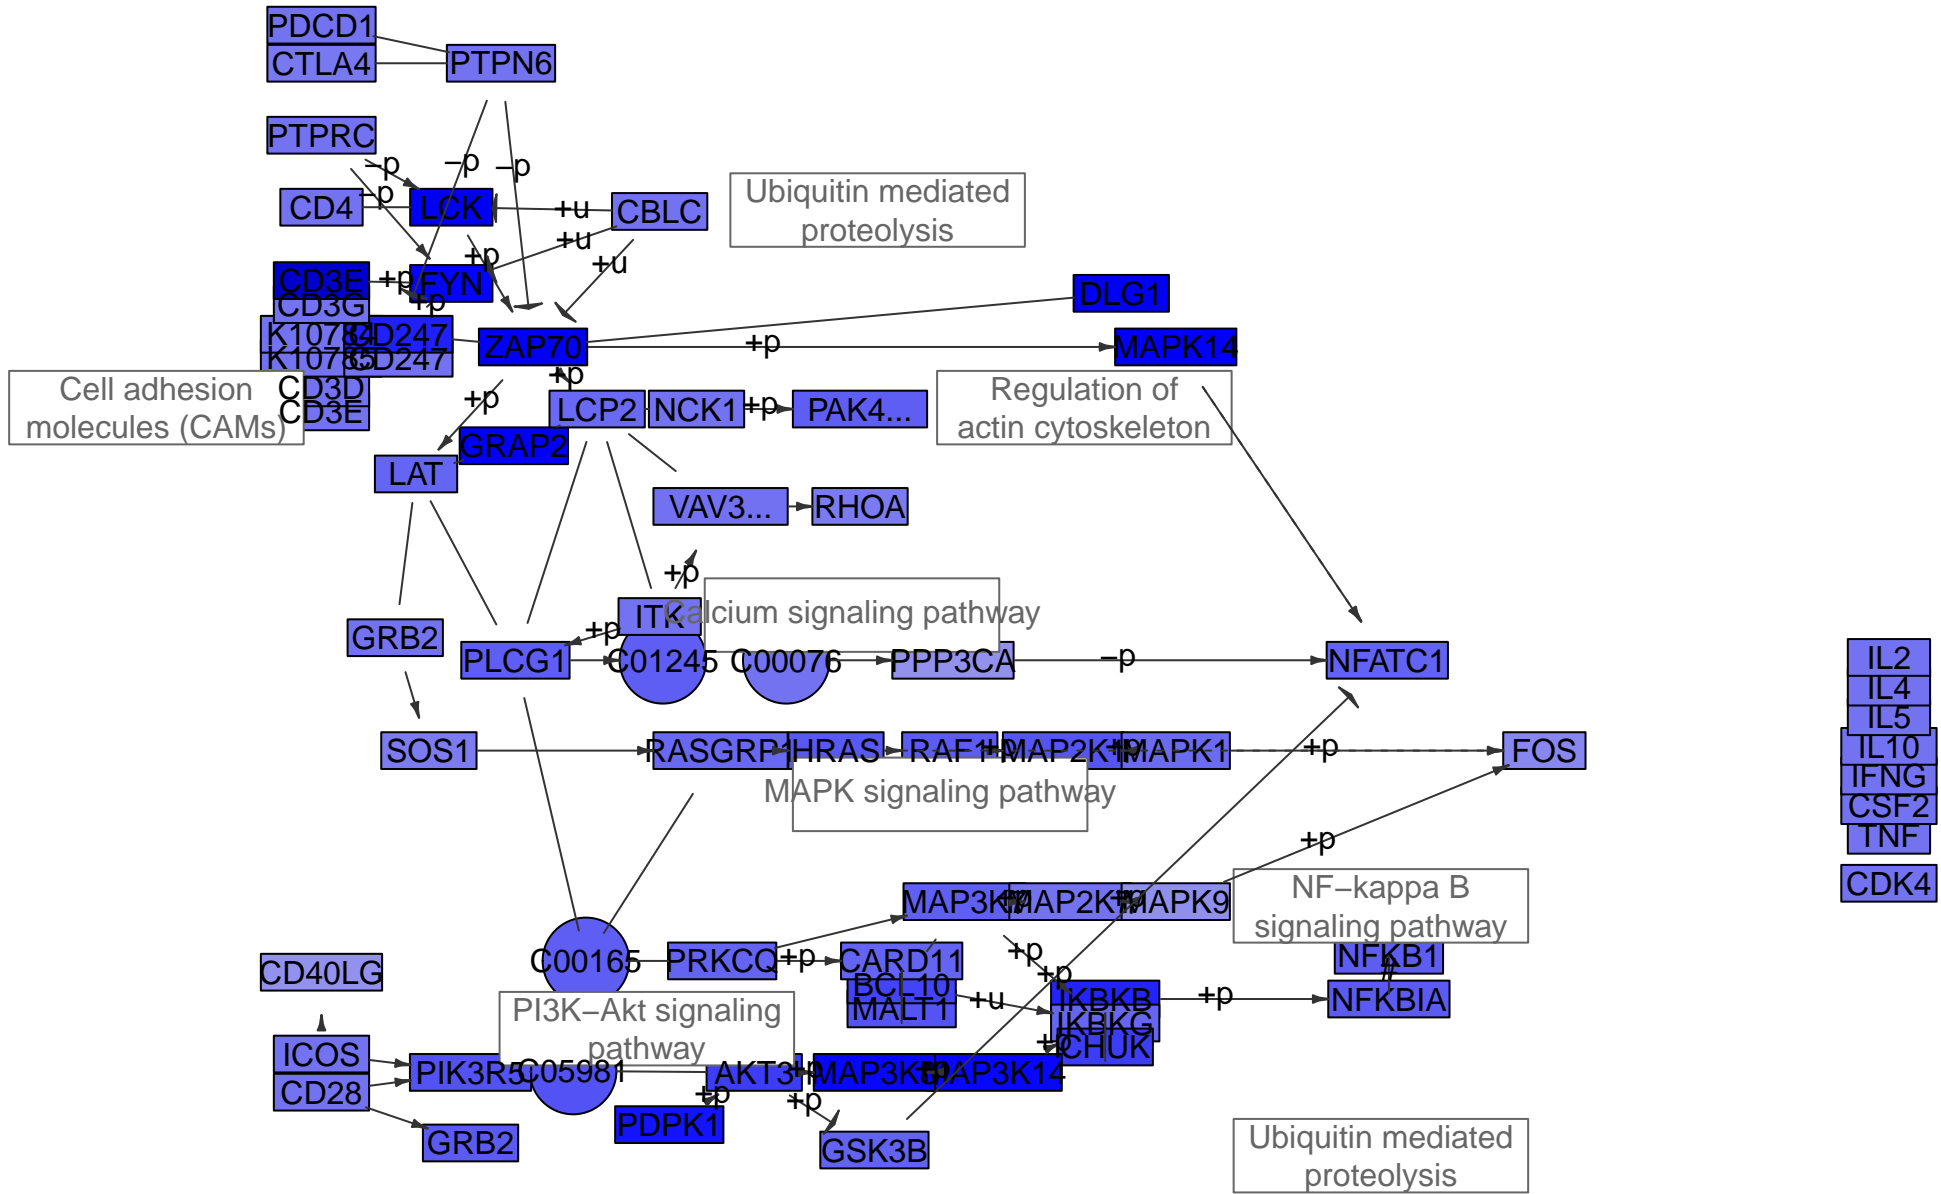 PDCD1
CTLA4
PTPN6
PTPRC
–p
–p
–p
–p
CD4
LCK
+u
CBLC
Ubiquitin mediated
proteolysis
+u
+p
+u
CD3E
+p
FYN
+p
CD3G
DLG1
CD247
ZAP70
+p
MAPK14
K10785
CD247
+p
Cell adhesion
molecules (CAMs)
CD3D
CD3E
+p
LCP2
NCK1
+p
PAK4...
Regulation of
actin cytoskeleton
GRAP2
LAT
VAV3...
RHOA
+p
ITK
Calcium signaling pathway
GRB2
+p
PLCG1
C01245
C00076
PPP3CA
–p
NFATC1
IL2
IL4
IL5
IL10
IFNG
CSF2
TNF
CDK4
SOS1
RASGRP1
HRAS
RAF1
MAPK1
+p
FOS
MAPK signaling pathway
+p
MAPK9
NF–kappa B
signaling pathway
C00165
PRKCQ
+p
CARD11
+p
+p
NFKB1
CD40LG
BCL10
MALT1
+u
IKBKB
+p
NFKBIA
IKBKG
PI3K–Akt signaling
pathway
CHUK
ICOS
CD28
PIK3R5
C05981
AKT3
+p
MAP3K14
+p
+p
PDPK1
GRB2
GSK3B
Ubiquitin mediated
proteolysis